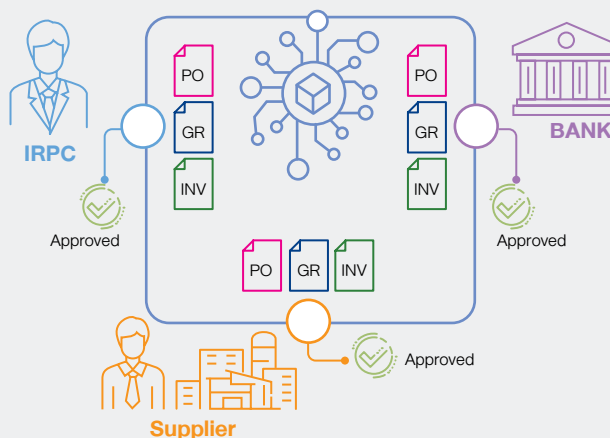 PO
PO
GR
GR
INV
INV
IRPC
BANK
Approved
Approved
PO GR INV
Approved
Supplier